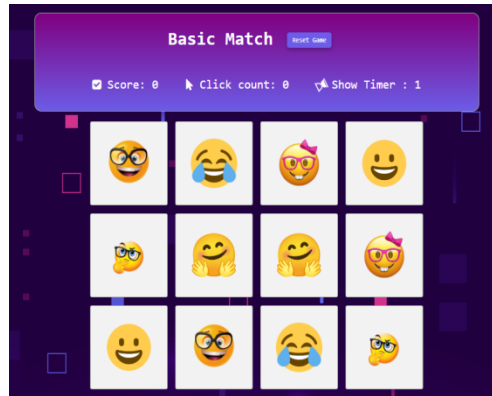 Basic Match
Reset Game
Score: 0
Click count: 0
Show Timer : 1